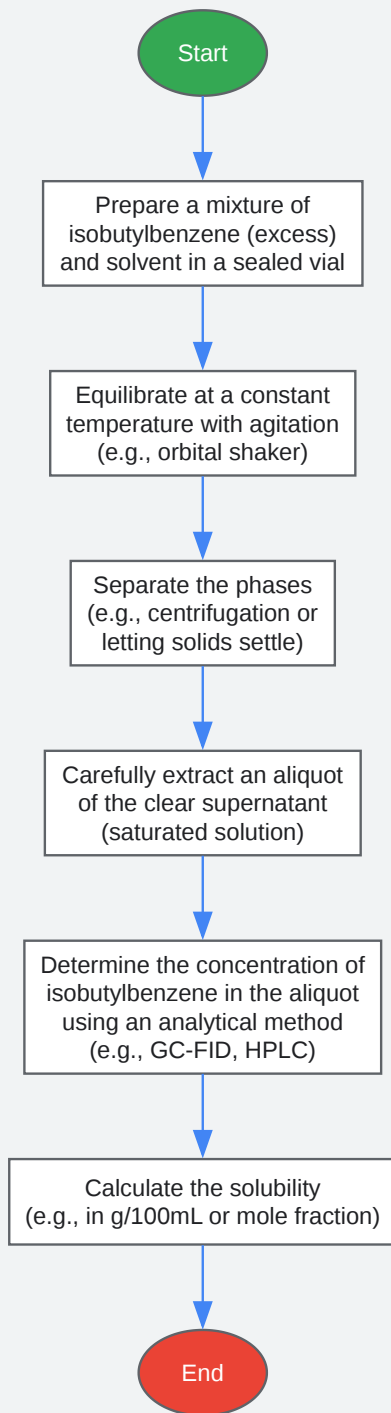 Start
Prepare a mixture of
isobutylbenzene (excess)
and solvent in a sealed vial
Equilibrate at a constant
temperature with agitation
(e.g., orbital shaker)
Separate the phases
(e.g., centrifugation or
letting solids settle)
Carefully extract an aliquot
of the clear supernatant
(saturated solution)
Determine the concentration of
isobutylbenzene in the aliquot
using an analytical method
(e.g., GC-FID, HPLC)
Calculate the solubility
(e.g., in g/100mL or mole fraction)
End